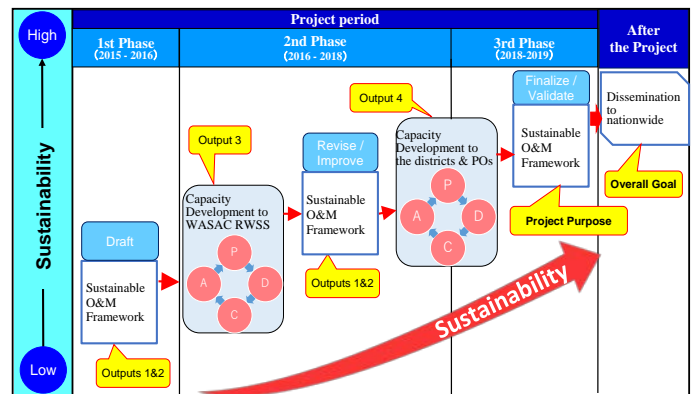 High
Sustainability
Low
Project period
1st Phase
(2015 - 2016)
2nd Phase
(2016 - 2018)
3rd Phase
(2018-2019)
After
the Project
Draft
Sustainable
O&M
Framework
Outputs 1&2
Output 3
Capacity
Development to
WASAC RWSS
P
A
D
C
Revise /
Improve
Sustainable
O&M
Framework
Outputs 1&2
Output 4
Capacity
Development to
the districts & POs
P
A
D
C
Finalize /
Validate
Sustainable
O&M
Framework
Project Purpose
Dissemination
to
nationwide
Overall Goal
Sustainability